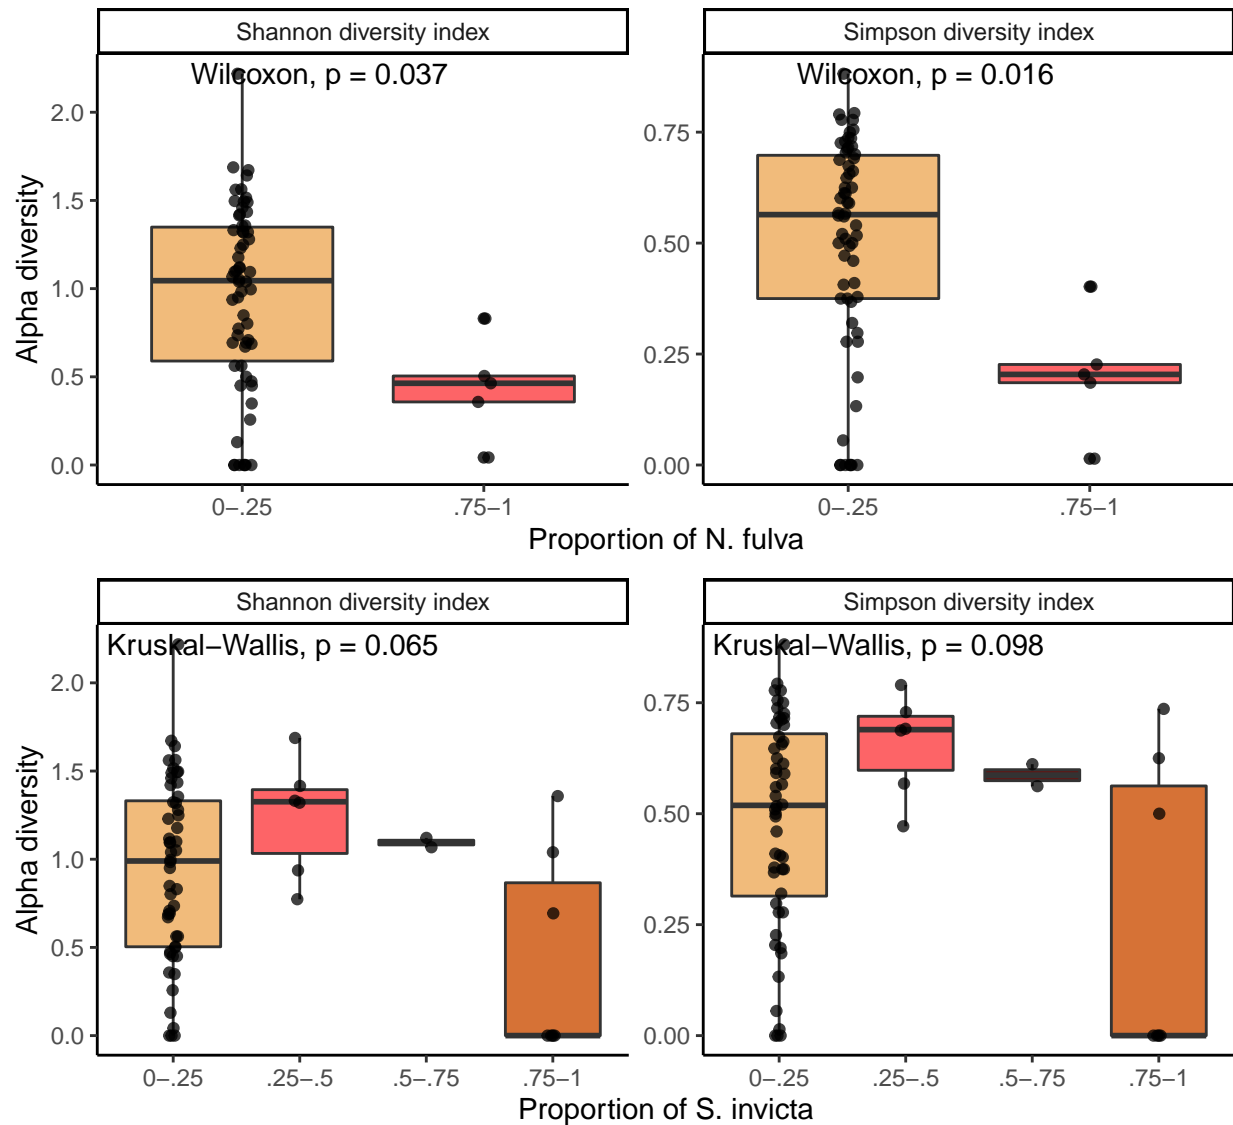 Shannon diversity index
Simpson diversity index
Wilcoxon, p = 0.037
Wilcoxon, p = 0.016
Alpha diversity
2.0
1.5
1.0
0.5
0.0
0.75
0.50
0.25
0.00
0–.25
.75–1
0–.25
.75–1
Proportion of N. fulva
Shannon diversity index
Simpson diversity index
Kruskal–Wallis, p = 0.065
Kruskal–Wallis, p = 0.098
Alpha diversity
2.0
1.5
1.0
0.5
0.0
0.75
0.50
0.25
0.00
0–.25
.25–.5
.5–.75
.75–1
0–.25
.25–.5
.5–.75
.75–1
Proportion of S. invicta